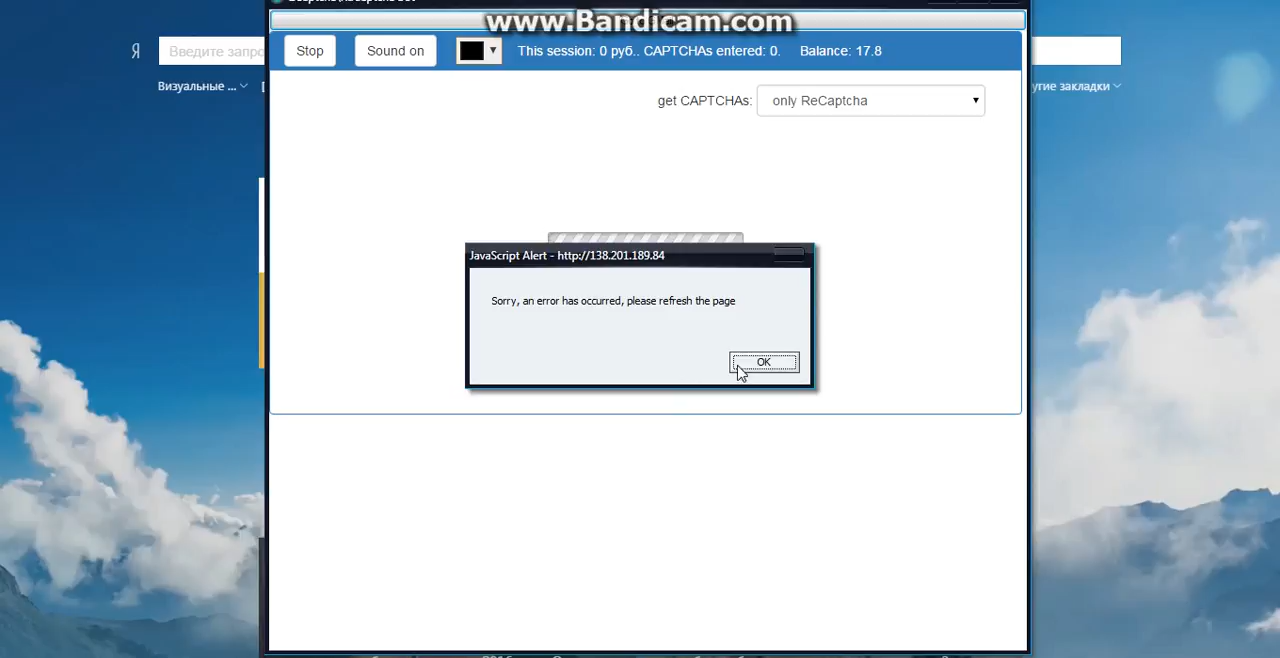 www.Bandicam.com
Я
Введите запро
Stop
Sound on
This session: 0 руб.. CAPTCHAs entered: 0.
Balance: 17.8
Визуальные ...
угие закладки
get CAPTCHAs:
only ReCaptcha
JavaScript Alert - http://138.201.189.84
Sorry, an error has occurred, please refresh the page
OK